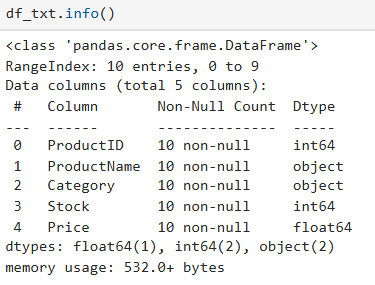 df_txt.info()
<class 'pandas.core.frame.DataFrame'>
RangeIndex: 10 entries, 0 to 9
Data columns (total 5 columns):
 #   Column       Non-Null Count  Dtype
---  ------       --------------  -----
 0   ProductID    10 non-null     int64
 1   ProductName  10 non-null     object
 2   Category     10 non-null     object
 3   Stock        10 non-null     int64
 4   Price        10 non-null     float64
dtypes: float64(1), int64(2), object(2)
memory usage: 532.0+ bytes